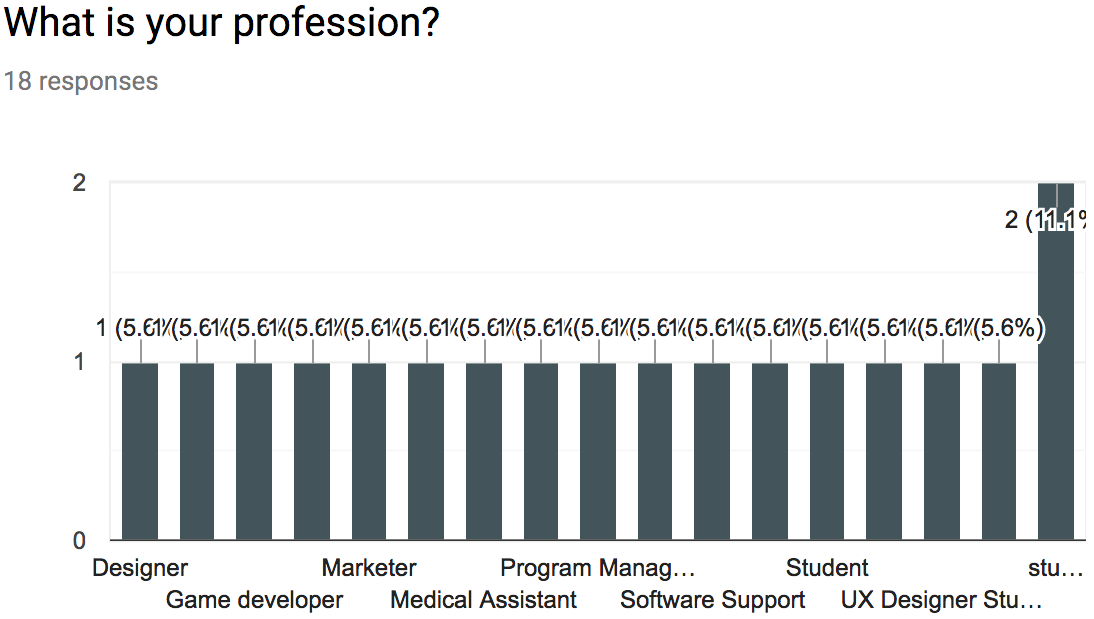 What is your profession?
18 responses
2
2 (11.1%
1 (5.6%)
1
0
Designer Marketer Program Manag… Student stu…
Game developer Medical Assistant Software Support UX Designer Stu…